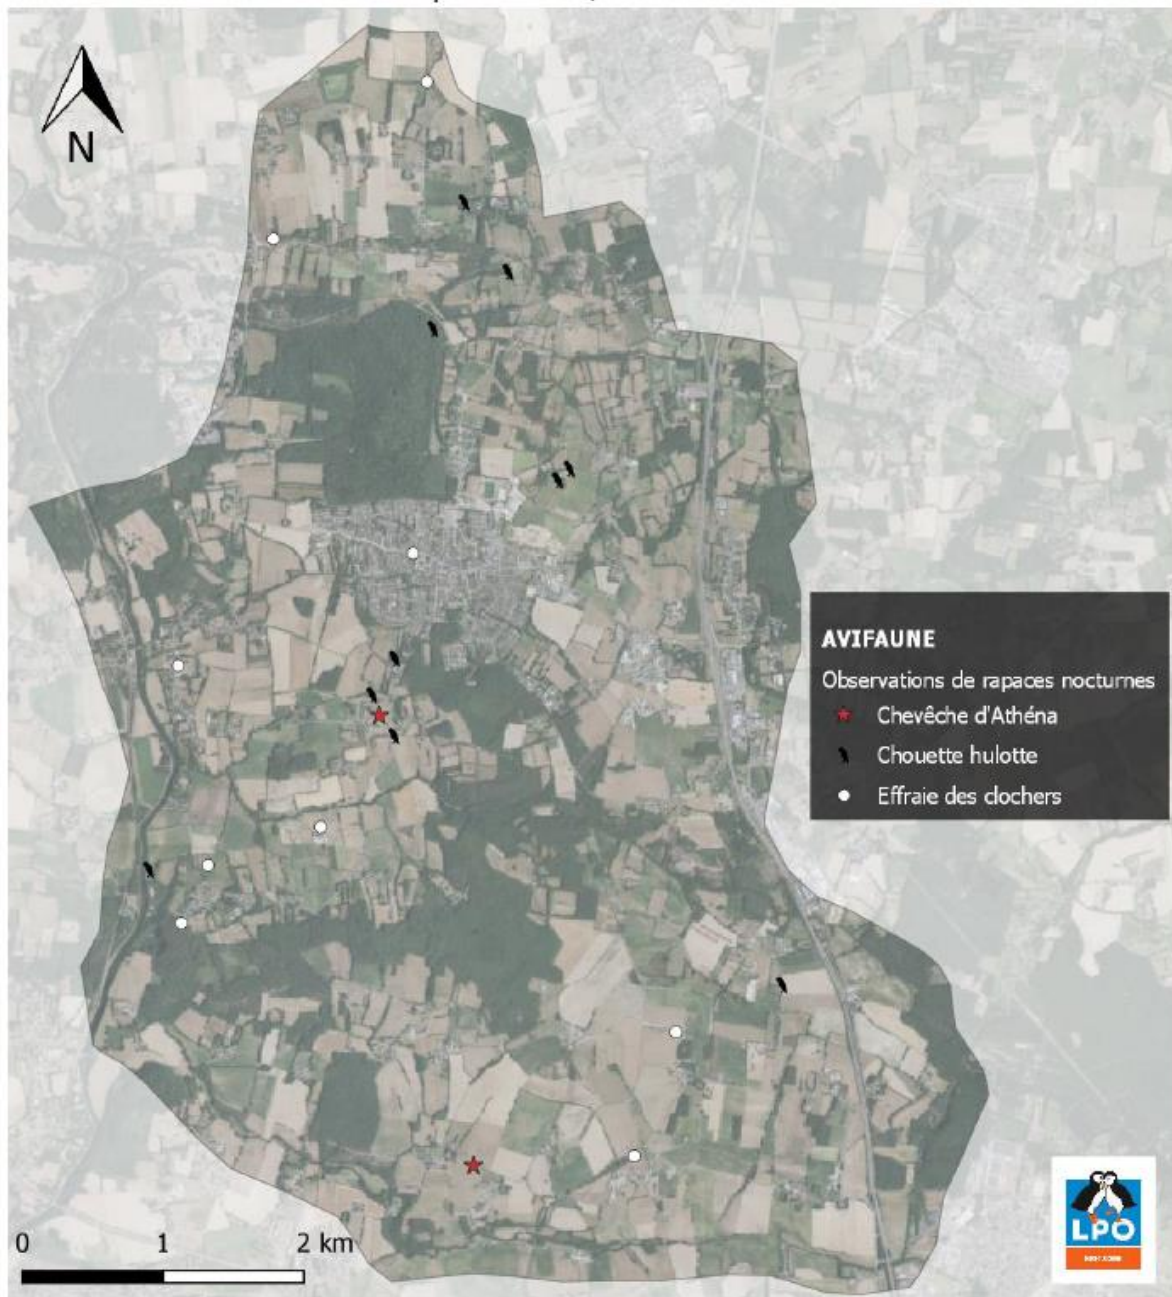 N
AVIFAUNE
Observations de rapaces nocturnes
Chevêche d'Athéna
Chouette hulotte
Effraie des clochers
0 1 2 km
LPO